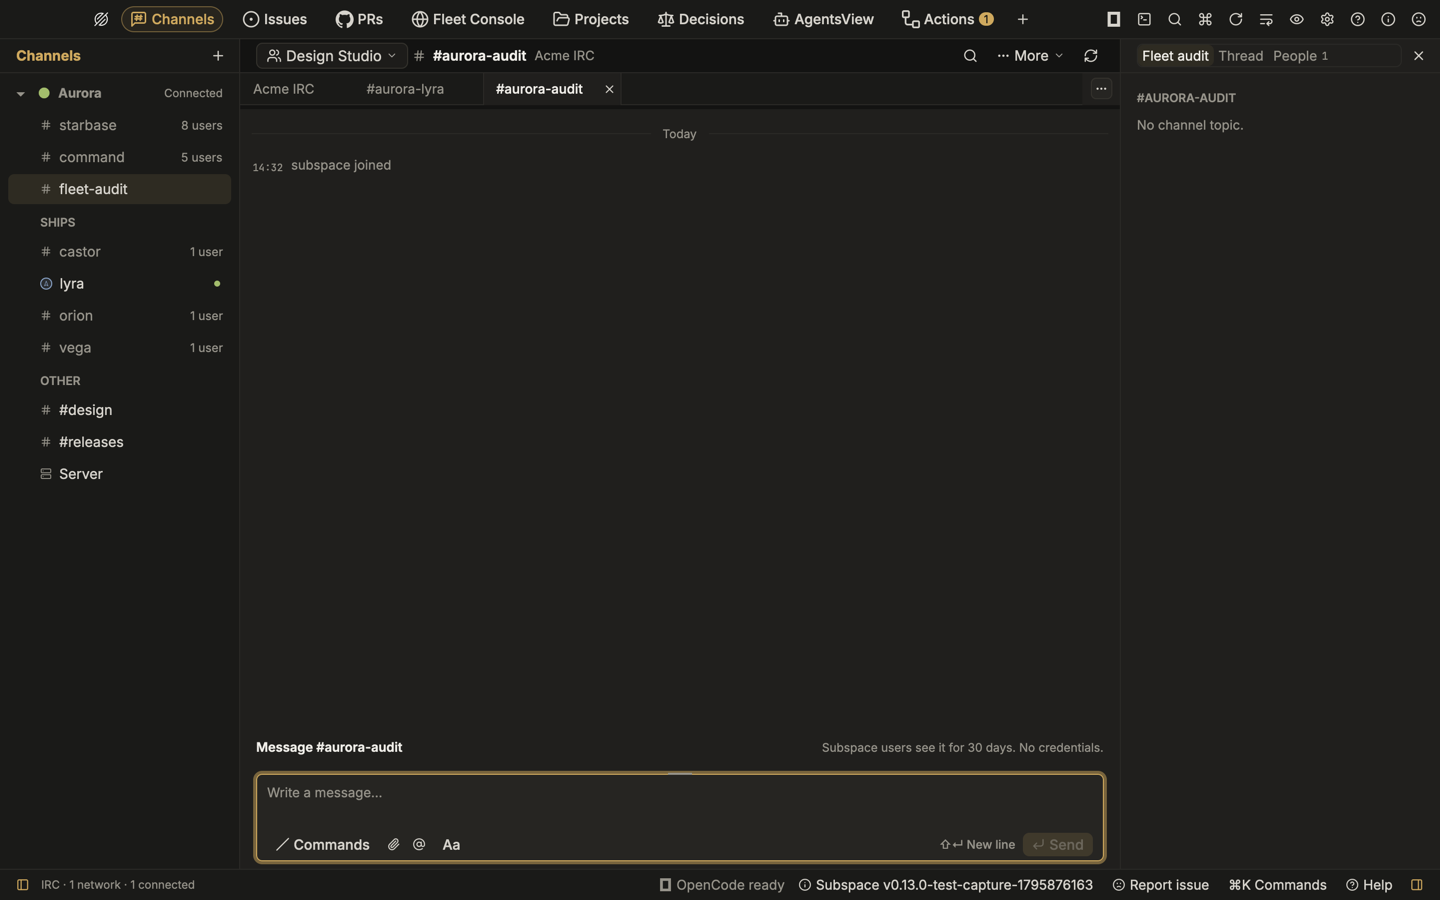 Channels
Issues
PRs
Fleet Console
Projects
Decisions
AgentsView
Actions 1
Channels
Design Studio
# #aurora-audit Acme IRC
More
Fleet audit Thread People 1
Aurora Connected
# starbase 8 users
# command 5 users
# fleet-audit
SHIPS
# castor 1 user
lyra
# orion 1 user
# vega 1 user
OTHER
# #design
# #releases
Server
Acme IRC
#aurora-lyra
#aurora-audit
Today
14:32 subspace joined
#AURORA-AUDIT
No channel topic.
Message #aurora-audit
Subspace users see it for 30 days. No credentials.
Write a message...
Commands
@
Aa
New line
Send
IRC · 1 network · 1 connected
OpenCode ready
Subspace v0.13.0-test-capture-1795876163
Report issue
⌘K Commands
Help